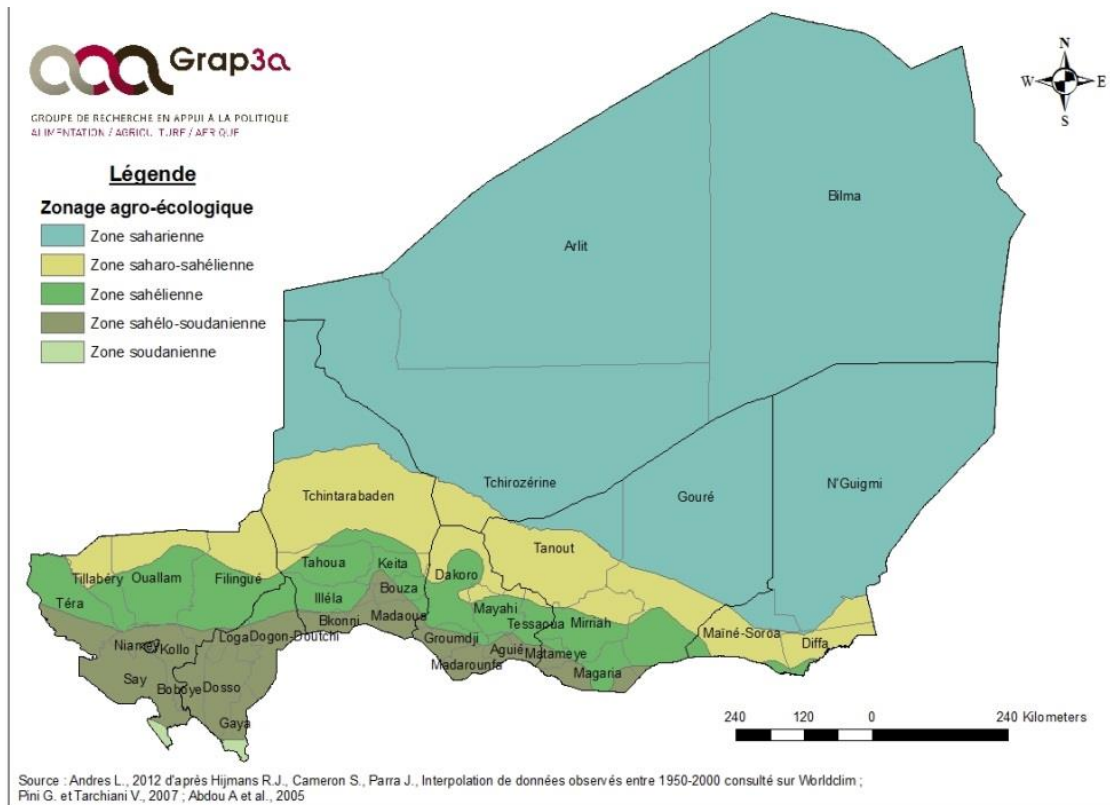 Grap3a
GROUPE DE RECHERCHE EN APPUI À LA POLITIQUE
ALIMENTATION / AGRICULTURE / AFRIQUE
N
W
E
S
Légende
Zonage agro-écologique
Zone saharienne
Zone saharo-sahélienne
Zone sahélienne
Zone sahélo-soudanienne
Zone soudanienne
Bilma
Arlit
Tchirozérine
Gouré
N'Guigmi
Tchintarabaden
Tanout
Tillabéry
Ouallam
Filingué
Tahoua
Keita
Dakoro
Téra
Illéla
Bouza
Mayahi
Tessaoua
Mirriah
Maïné-Soroa
Diffa
Bkonni
Madaoua
Niamey
Kollo
Loga
Dogon-Doutchi
Groumdji
Aguié
Matameye
Madarounfa
Magaria
Say
Boboye
Dosso
Gaya
240 120 0 240 Kilometers
Source : Andres L., 2012 d'après Hijmans R.J., Cameron S., Parra J., Interpolation de données observés entre 1950-2000 consulté sur Worldclim ;
Pini G. et Tarchiani V., 2007 ; Abdou A et al., 2005